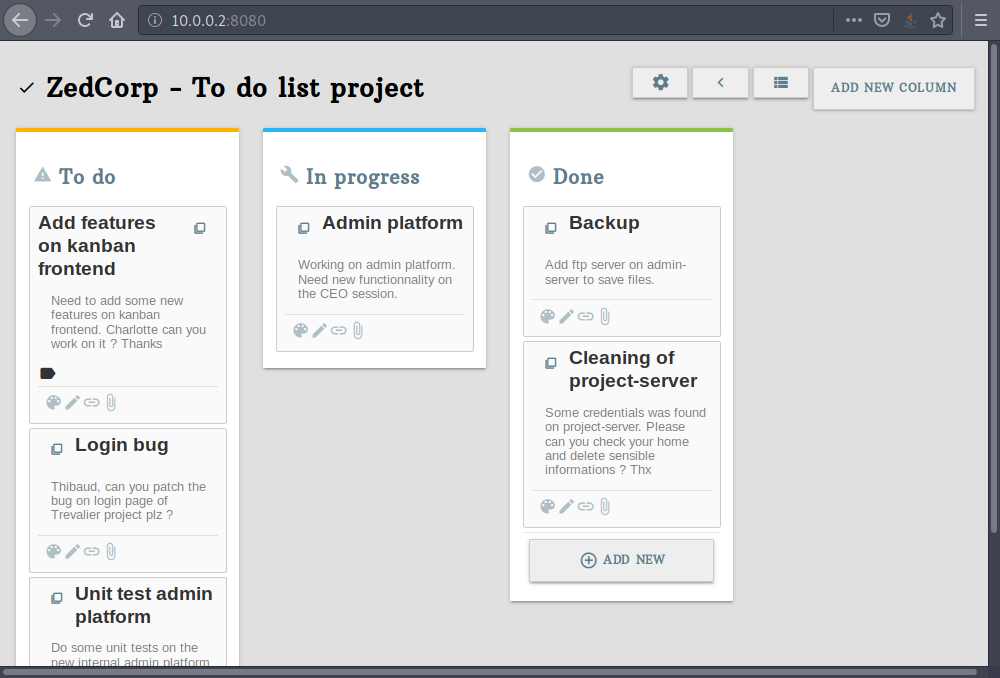 10.0.0.2:8080
ZedCorp - To do list project
ADD NEW COLUMN
To do
Add features
on kanban
frontend
Need to add some new
features on kanban
frontend. Charlotte can you
work on it ? Thanks
Login bug
Thibaud, can you patch the
bug on login page of
Trevalier project plz ?
Unit test admin
platform
Do some unit tests on the
new internal admin platform
In progress
Admin platform
Working on admin platform.
Need new functionnality on
the CEO session.
Done
Backup
Add ftp server on admin-
server to save files.
Cleaning of
project-server
Some credentials was found
on project-server. Please
can you check your home
and delete sensible
informations ? Thx
ADD NEW